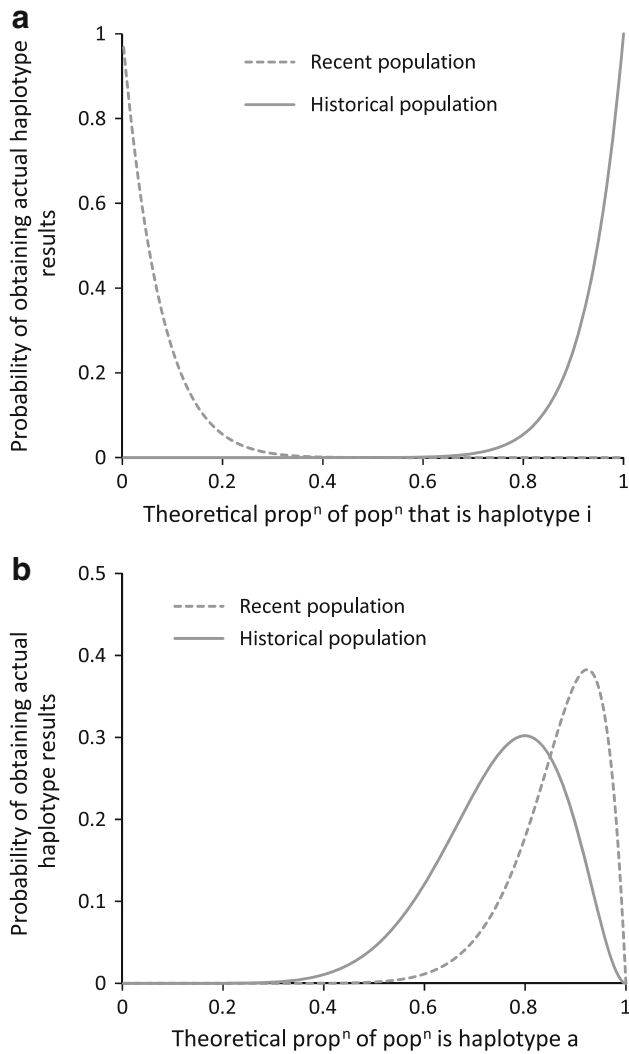 a
1
0.8
0.6
0.4
0.2
0
Probability of obtaining actual haplotype
results
Recent population
Historical population
0 0.2 0.4 0.6 0.8 1
Theoretical propⁿ of popⁿ that is haplotype i
b
0.5
0.4
0.3
0.2
0.1
0
Probability of obtaining actual
haplotype results
Recent population
Historical population
0 0.2 0.4 0.6 0.8 1
Theoretical propⁿ of popⁿ is haplotype a